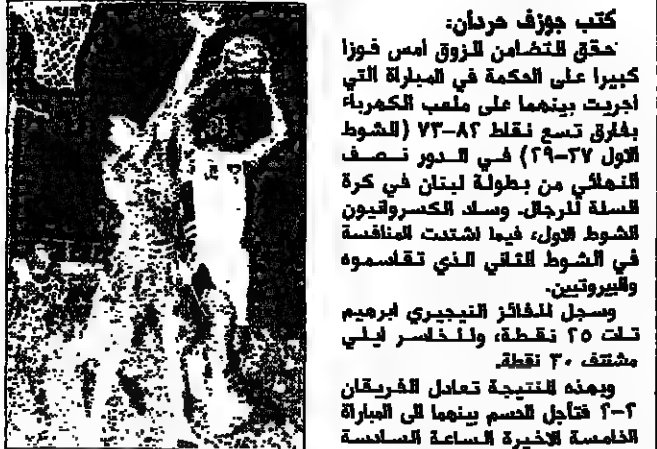 كتب جوزف حردان:
حقق التضامن الزوق امس فوزا
كبيرا على الحكمة في المباراة التي
اجريت بينهما على ملعب الكهرباء
بفارق تسع نقاط ٨٢-٧٣ (الشوط
الاول ٢٧-٢٩) في الدور نصف
النهائي من بطولة لبنان في كرة
السلة للرجال. وساد الكسروانيون
الشوط الاول، فيما اشتدت المنافسة
في الشوط الثاني الذي تقاسموه
والبيروتيين.
وسجل للفائز النيجيري ابرهيم
تات ٢٥ نقطة، وللخاسر ايلي
مشنتف ٣٠ نقطة.
وبهذه النتيجة تعادل الفريقان
٢-٢ فتأجل الحسم بينهما الى المباراة
الخامسة الاخيرة الساعة السادسة